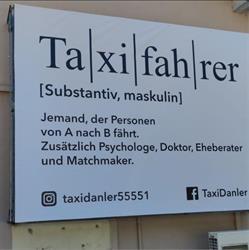 Ta|xi|fah|rer
[Substantiv, maskulin]
Jemand, der Personen
von A nach B fährt.
Zusätzlich Psychologe, Doktor, Eheberater
und Matchmaker.
taxidanler55551 TaxiDanler